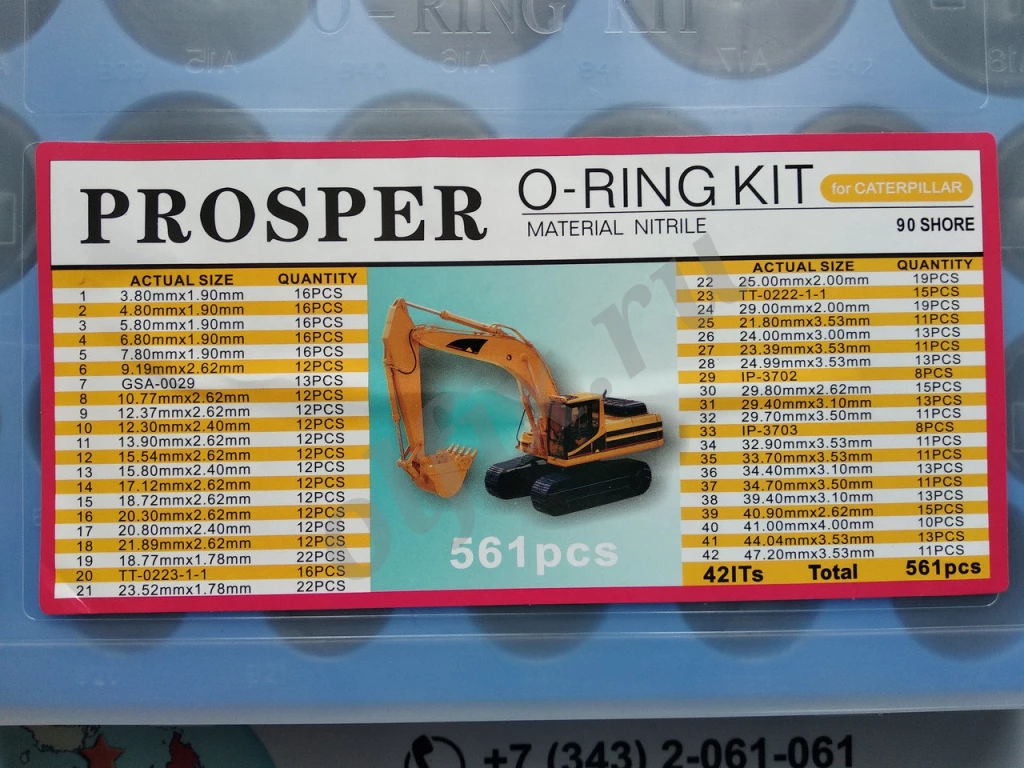 O-RING KIT
A15
A16
A17
PROSPER
O-RING KIT
for CATERPILLAR
MATERIAL NITRILE
90 SHORE
ACTUAL SIZE QUANTITY
1 3.80mmx1.90mm 16PCS
2 4.80mmx1.90mm 16PCS
3 5.80mmx1.90mm 16PCS
4 6.80mmx1.90mm 16PCS
5 7.80mmx1.90mm 16PCS
6 9.19mmx2.62mm 12PCS
7 GSA-0029 13PCS
8 10.77mmx2.62mm 12PCS
9 12.37mmx2.62mm 12PCS
10 12.30mmx2.40mm 12PCS
11 13.90mmx2.62mm 12PCS
12 15.54mmx2.62mm 12PCS
13 15.80mmx2.40mm 12PCS
14 17.12mmx2.62mm 12PCS
15 18.72mmx2.62mm 12PCS
16 20.30mmx2.62mm 12PCS
17 20.80mmx2.40mm 12PCS
18 21.89mmx2.62mm 12PCS
19 18.77mmx1.78mm 22PCS
20 TT-0223-1-1 16PCS
21 23.52mmx1.78mm 22PCS
561pcs
ACTUAL SIZE QUANTITY
22 25.00mmx2.00mm 19PCS
23 TT-0222-1-1 15PCS
24 29.00mmx2.00mm 19PCS
25 21.80mmx3.53mm 11PCS
26 24.00mmx3.00mm 13PCS
27 23.39mmx3.53mm 11PCS
28 24.99mmx3.53mm 13PCS
29 IP-3702 8PCS
30 29.80mmx2.62mm 15PCS
31 29.40mmx3.10mm 13PCS
32 29.70mmx3.50mm 11PCS
33 IP-3703 8PCS
34 32.90mmx3.53mm 11PCS
35 33.70mmx3.53mm 11PCS
36 34.40mmx3.10mm 13PCS
37 34.70mmx3.50mm 11PCS
38 39.40mmx3.10mm 13PCS
39 40.90mmx2.62mm 15PCS
40 41.00mmx4.00mm 10PCS
41 44.04mmx3.53mm 13PCS
42 47.20mmx3.53mm 11PCS
42ITs Total 561pcs
+7 (343) 2-061-061